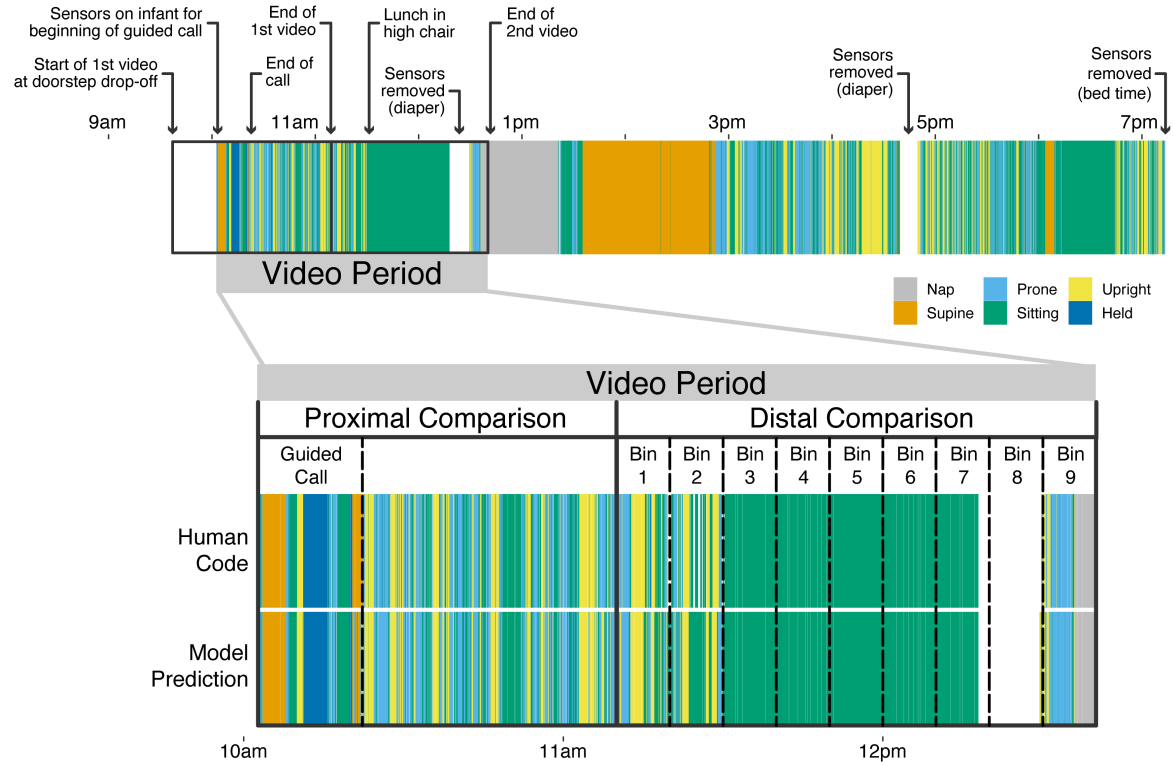 Sensors on infant for
beginning of guided call
End of
1st video
Lunch in
high chair
End of
2nd video
Start of 1st video
at doorstep drop-off
End of
call
Sensors
removed
(diaper)
Sensors
removed
(diaper)
Sensors
removed
(bed time)
9am
11am
1pm
3pm
5pm
7pm
Video Period
Nap
Prone
Upright
Supine
Sitting
Held
Video Period
Proximal Comparison
Distal Comparison
Guided
Call
Bin
1
Bin
2
Bin
3
Bin
4
Bin
5
Bin
6
Bin
7
Bin
8
Bin
9
Human
Code
Model
Prediction
10am
11am
12pm